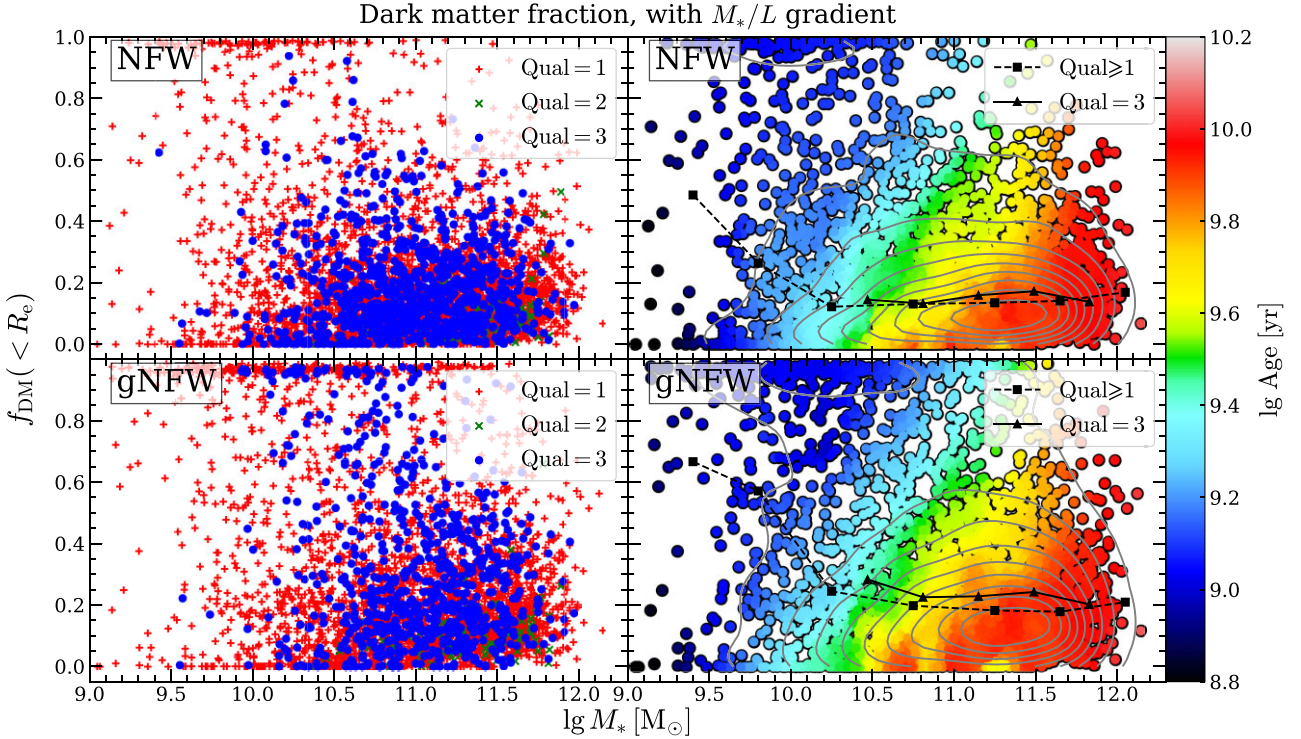 Dark matter fraction, with M*/L gradient
NFW
Qual = 1
Qual = 2
Qual = 3
NFW
Qual⩾1
Qual = 3
gNFW
Qual = 1
Qual = 2
Qual = 3
gNFW
Qual⩾1
Qual = 3
1.0
0.8
0.6
0.4
0.2
0.0
0.8
0.6
0.4
0.2
0.0
f_DM(< R_e)
9.0 9.5 10.0 10.5 11.0 11.5 12.0
9.0 9.5 10.0 10.5 11.0 11.5 12.0
lg M* [M⊙]
10.2
10.0
9.8
9.6
9.4
9.2
9.0
8.8
lg Age [yr]